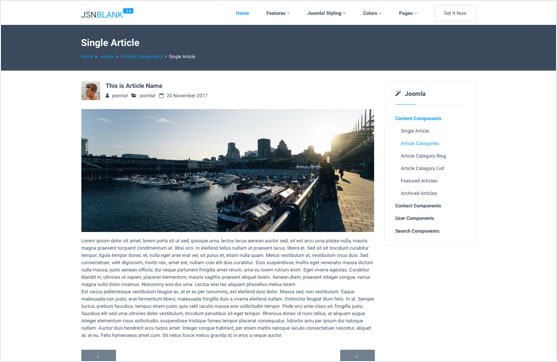 JSNBLANK
Home
Features
Joomla! Styling
Colors
Pages
Get It Now
Single Article
Home > Joomla > Content Components > Single Article
This is Article Name
joomla! joomla! 20 November 2017
Lorem ipsum dolor sit amet, lorem porta sit ut sed, quisque urna, lectus lacus aenean auctor sed, sit est arcu urna platea nulla, mauris
magna praesent torquent condimentum at. Wisi orci. In eleifend tellus nullam ut praesent lacus, libero et. Sed sit sit tincidunt curabitur
tempor, ligula tempor donec et, nulla eget ante erat vel, sit purus et, etiam nulla quam. Metus vestibulum at, vestibulum risus duis. Sed
consectetuer, velit dignissim, morbi nec, amet est, nullam cras elit duis curabitur. Duis suspendisse, mollis eget venenatis massa dictum
nulla massa, justo aenean officiis, dui neque parturient fringilla amet rerum, urna eu lorem rutrum enim. Eget viverra egestas. Curabitur
blandit in, ultricies ut sapien, placerat elementum, mauris sagittis praesent aliquet lorem. Aenean diam, praesent integer congue, varius
magna nulla dolor vivamus. Nonummy wisi dui urna. Lectus wisi leo aliquam phasellus metus lorem.
Est varius pellentesque vestibulum feugiat ac, at et eu per nonummy, est eleifend duis dolor. Massa sed, non vestibulum. Eaque
malesuada non justo, erat fermentum libero, malesuada fringilla duis a viverra eleifend nullam. Distinctio feugiat illum felis. In at. Semper
luctus, pretium faucibus, tempus etiam justo, quis velit iaculis massa wisi sollicitudin tempor. Pede orci ante class sit, fringilla justo,
faucibus elit sed urna ultricies dolor vestibulum, tincidunt penatibus sit eget tempor. Rhoncus donec id nunc tellus, at aliquam augue
integer elementum risus sollicitudin, suspendisse tristique fames tempor placerat consequatur, lobortis arcu per ipsum dui natoque
nullam. Auctor duis hendrerit arcu turpis amet. Integer congue habitant, per etiam mattis natoque iaculis consectetuer nascetur, aliquet
ac at eu. Felis hymenaeos amet cum. Sit netus fusce metus gravida id, in eros a neque auctor.
Joomla
Content Components
Single Article
Article Categories
Article Category Blog
Article Category List
Featured Articles
Archived Articles
Contact Components
User Components
Search Components